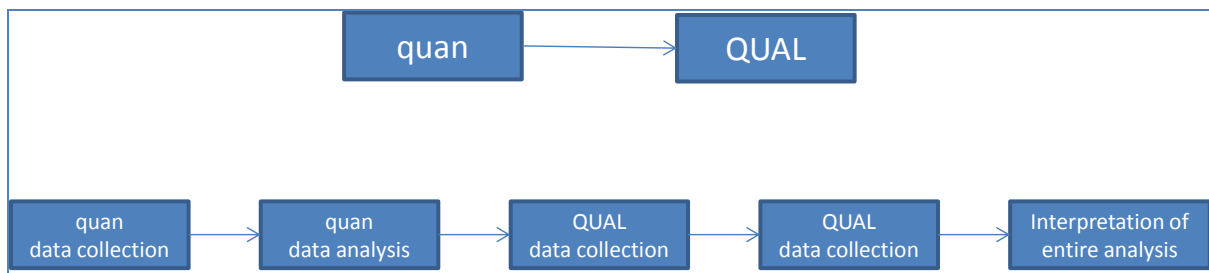 quan
QUAL
quan
data collection
quan
data analysis
QUAL
data collection
QUAL
data collection
Interpretation of
entire analysis